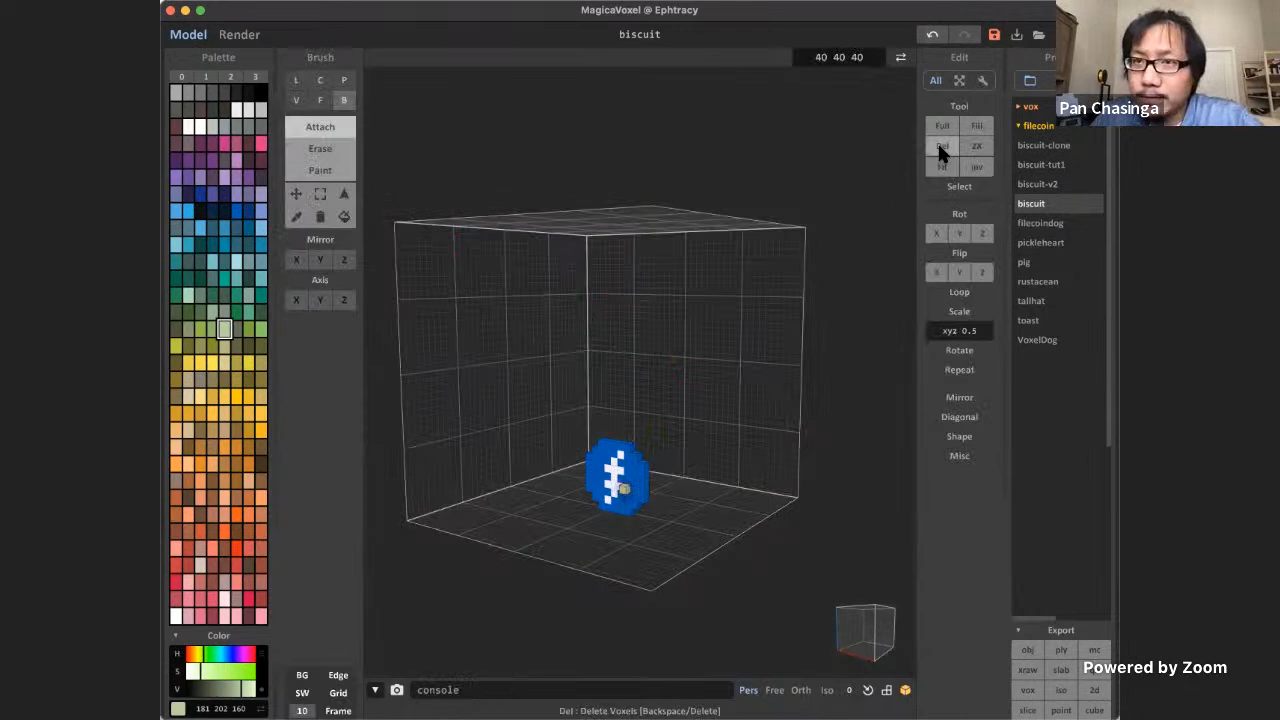 MagicaVoxel @ Ephtracy
Model Render
biscuit
Palette
0 1 2 3
Brush
L C P
V F B
Attach
Erase
Paint
Mirror
X Y Z
Axis
X Y Z
40 40 40
Edit
All
Tool
Full Fill
Del 2X
Fit Inv
Select
Rot
X Y Z
Flip
X Y Z
Loop
Scale
xyz 0.5
Rotate
Repeat
Mirror
Diagonal
Shape
Misc
Pan Chasinga
vox
filecoin
biscuit-clone
biscuit-tut1
biscuit-v2
biscuit
filecoindog
pickleheart
pig
rustacean
tallhat
toast
VoxelDog
Export
obj ply mc
xraw slab
vox iso 2d
slice point cube
Powered by Zoom
Color
H
S
V
181 202 160
BG Edge
SW Grid
10 Frame
console
Pers Free Orth Iso 0
Del : Delete Voxels [Backspace/Delete]